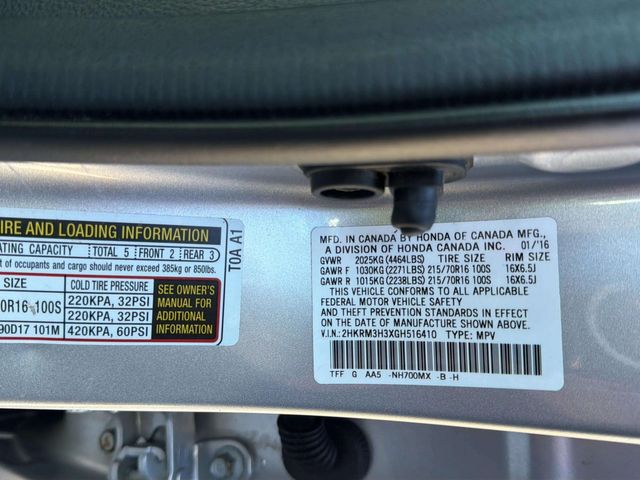 IRE AND LOADING INFORMATION
ATING CAPACITY TOTAL 5 FRONT 2 REAR 3
t of occupants and cargo should never exceed 385kg or 850lbs.
SIZE COLD TIRE PRESSURE
0R16 100S 220KPA, 32PSI
220KPA, 32PSI
90D17 101M 420KPA, 60PSI
SEE OWNER'S
MANUAL FOR
ADDITIONAL
INFORMATION
TOA A1
MFD. IN CANADA BY HONDA OF CANADA MFG.,
A DIVISION OF HONDA CANADA INC. 01/'16
GVWR 2025KG (4464LBS) TIRE SIZE RIM SIZE
GAWR F 1030KG (2271LBS) 215/70R16 100S 16X6.5J
GAWR R 1015KG (2238LBS) 215/70R16 100S 16X6.5J
THIS VEHICLE CONFORMS TO ALL APPLICABLE
FEDERAL MOTOR VEHICLE SAFETY
AND THEFT PREVENTION STANDARDS IN EFFECT
ON THE DATE OF MANUFACTURE SHOWN ABOVE.
V.I.N.: 2HKRM3H3XGH516410 TYPE: MPV
TFF G AA5 -NH700MX -B -H